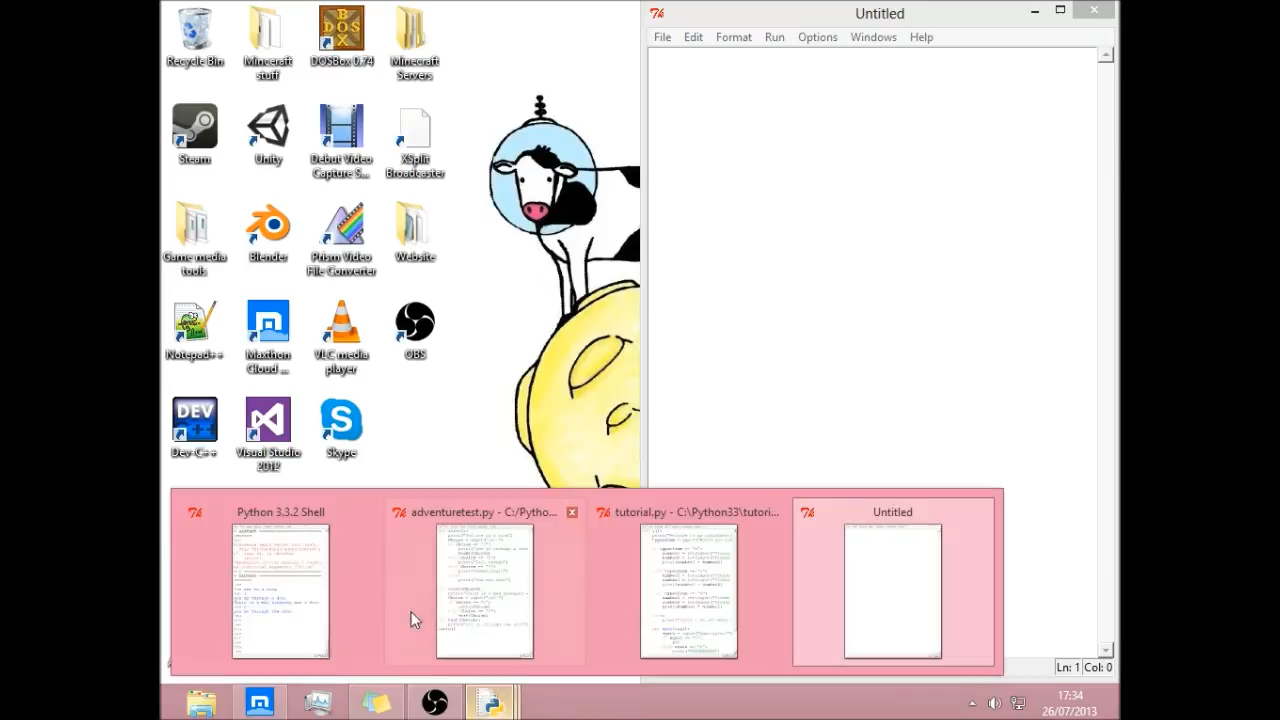 Untitled
File Edit Format Run Options Windows Help
Recycle Bin
Minecraft stuff
DOSBox 0.74
Minecraft Servers
Steam
Unity
Debut Video Capture S...
XSplit Broadcaster
Game media tools
Blender
Prism Video File Converter
Website
Notepad++
Maxthon Cloud ...
VLC media player
OBS
DEV
Dev-C++
Visual Studio 2012
Skype
Python 3.3.2 Shell
adventuretest.py - C:/Pytho...
tutorial.py - C:\Python33\tutori...
Untitled
Ln: 1 Col: 0
17:34
26/07/2013